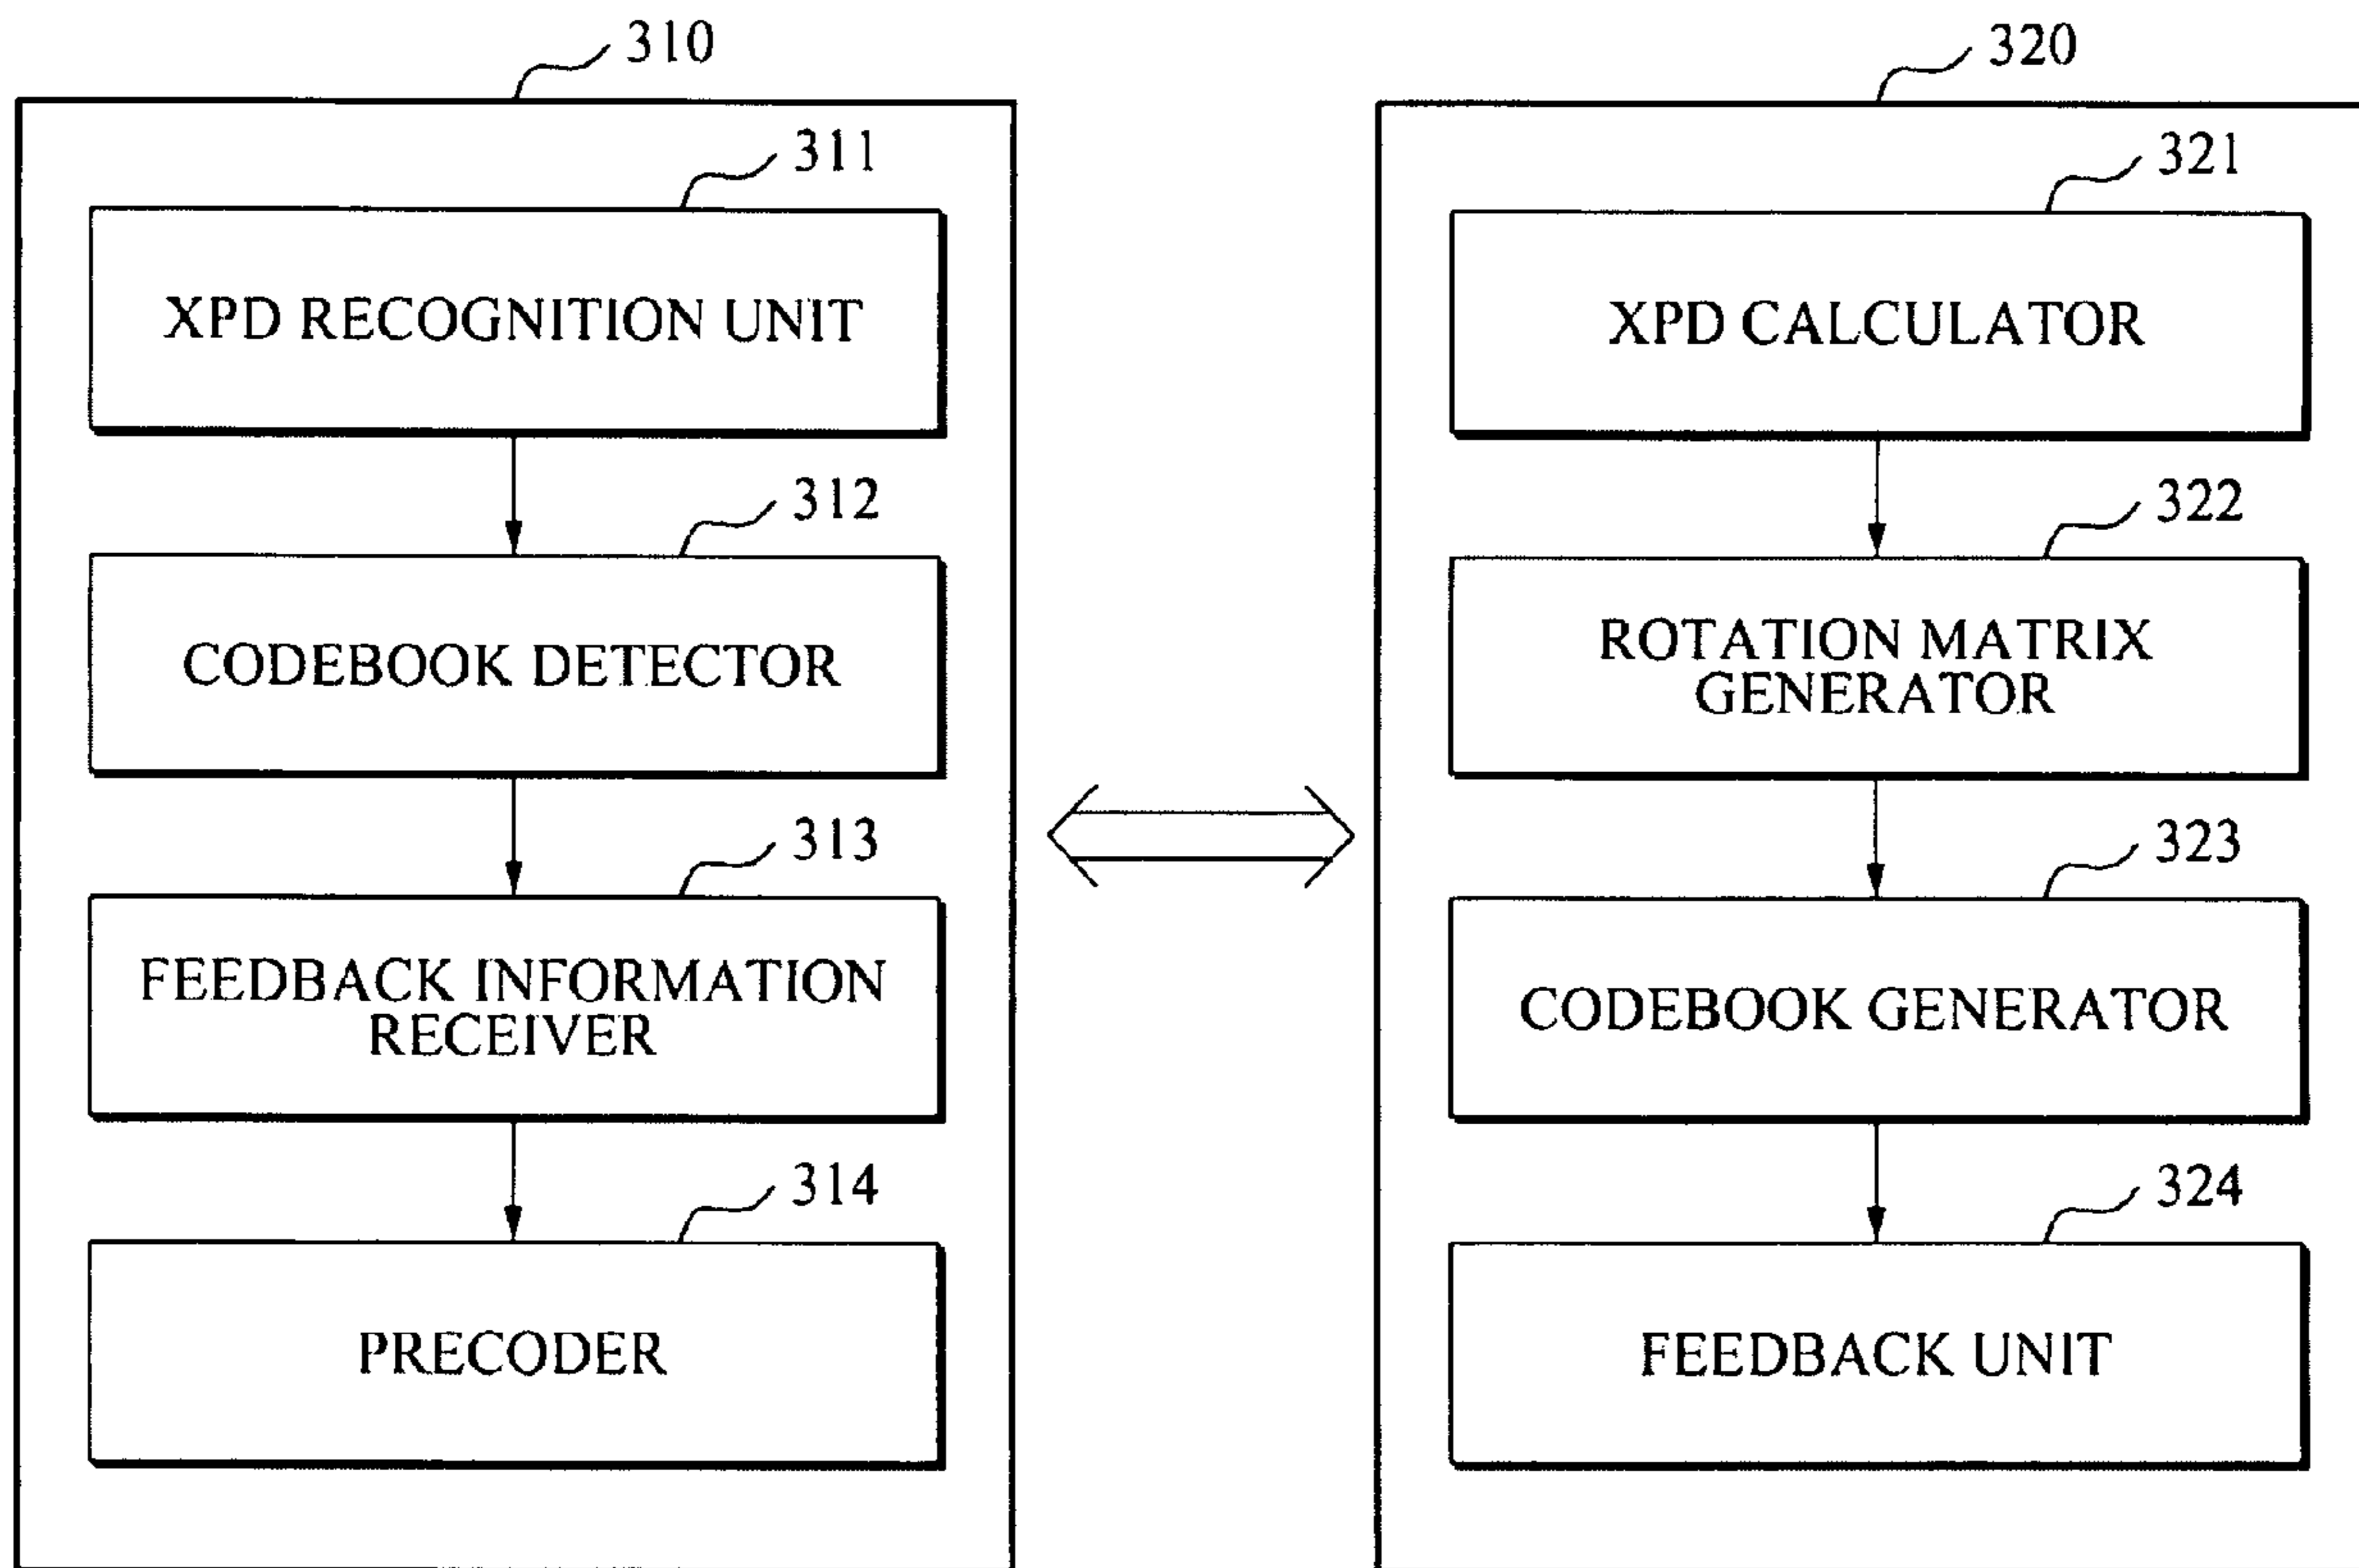 310
311
XPD RECOGNITION UNIT
312
CODEBOOK DETECTOR
313
FEEDBACK INFORMATION
RECEIVER
314
PRECODER
320
321
XPD CALCULATOR
322
ROTATION MATRIX
GENERATOR
323
CODEBOOK GENERATOR
324
FEEDBACK UNIT